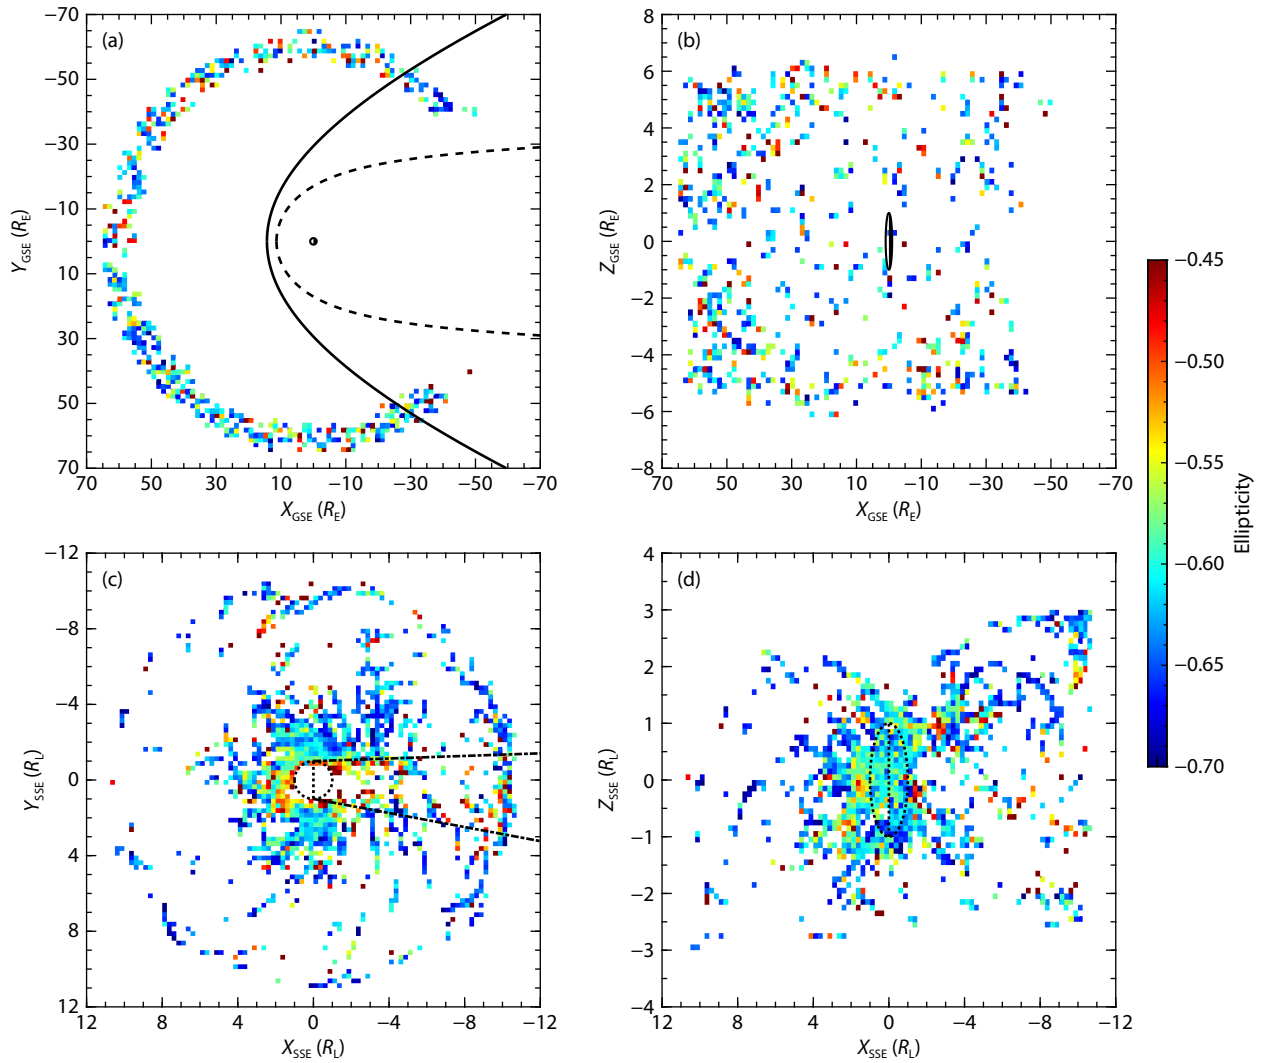 −70
−50
−30
−10
10
30
50
70
(a)
Y_GSE (R_E)
70 50 30 10 −10 −30 −50 −70
X_GSE (R_E)
8
6
4
2
0
−2
−4
−6
−8
(b)
Z_GSE (R_E)
70 50 30 10 −10 −30 −50 −70
X_GSE (R_E)
−12
−8
−4
0
4
8
12
(c)
Y_SSE (R_L)
12 8 4 0 −4 −8 −12
X_SSE (R_L)
4
3
2
1
0
−1
−2
−3
−4
(d)
Z_SSE (R_L)
12 8 4 0 −4 −8 −12
X_SSE (R_L)
−0.45
−0.50
−0.55
−0.60
−0.65
−0.70
Ellipticity